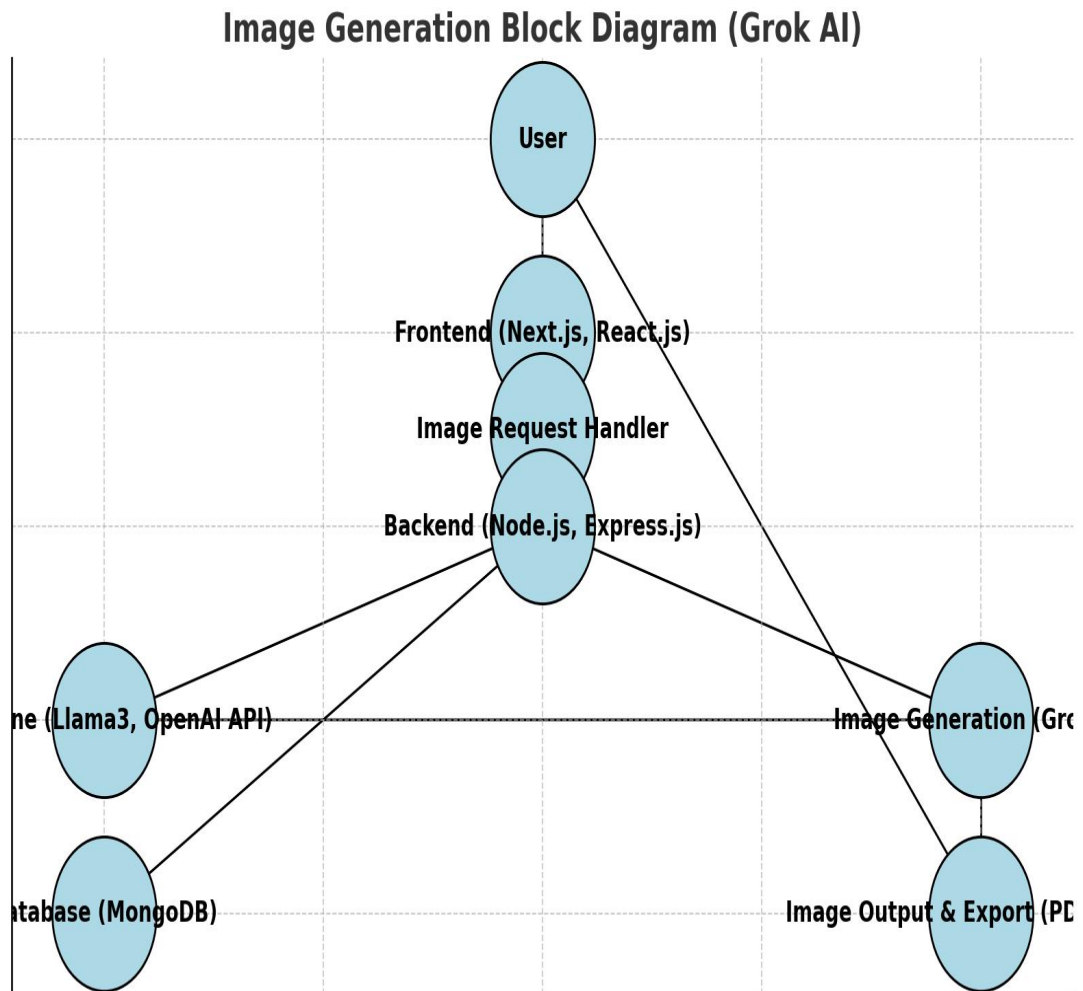 Image Generation Block Diagram (Grok AI)
User
Frontend (Next.js, React.js)
Image Request Handler
Backend (Node.js, Express.js)
ne (Llama3, OpenAI API)
Image Generation (Gro
atabase (MongoDB)
Image Output & Export (PD